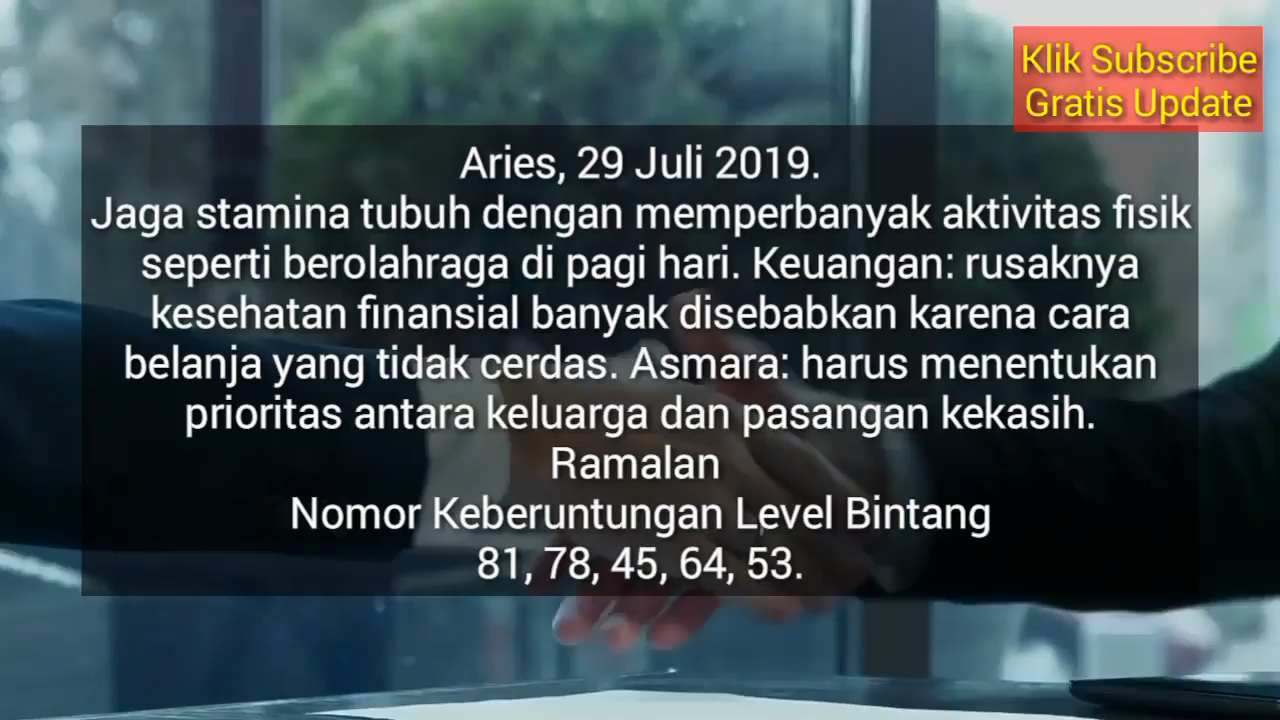 Klik Subscribe
Gratis Update
Aries, 29 Juli 2019.
Jaga stamina tubuh dengan memperbanyak aktivitas fisik
seperti berolahraga di pagi hari. Keuangan: rusaknya
kesehatan finansial banyak disebabkan karena cara
belanja yang tidak cerdas. Asmara: harus menentukan
prioritas antara keluarga dan pasangan kekasih.
Ramalan
Nomor Keberuntungan Level Bintang
81, 78, 45, 64, 53.